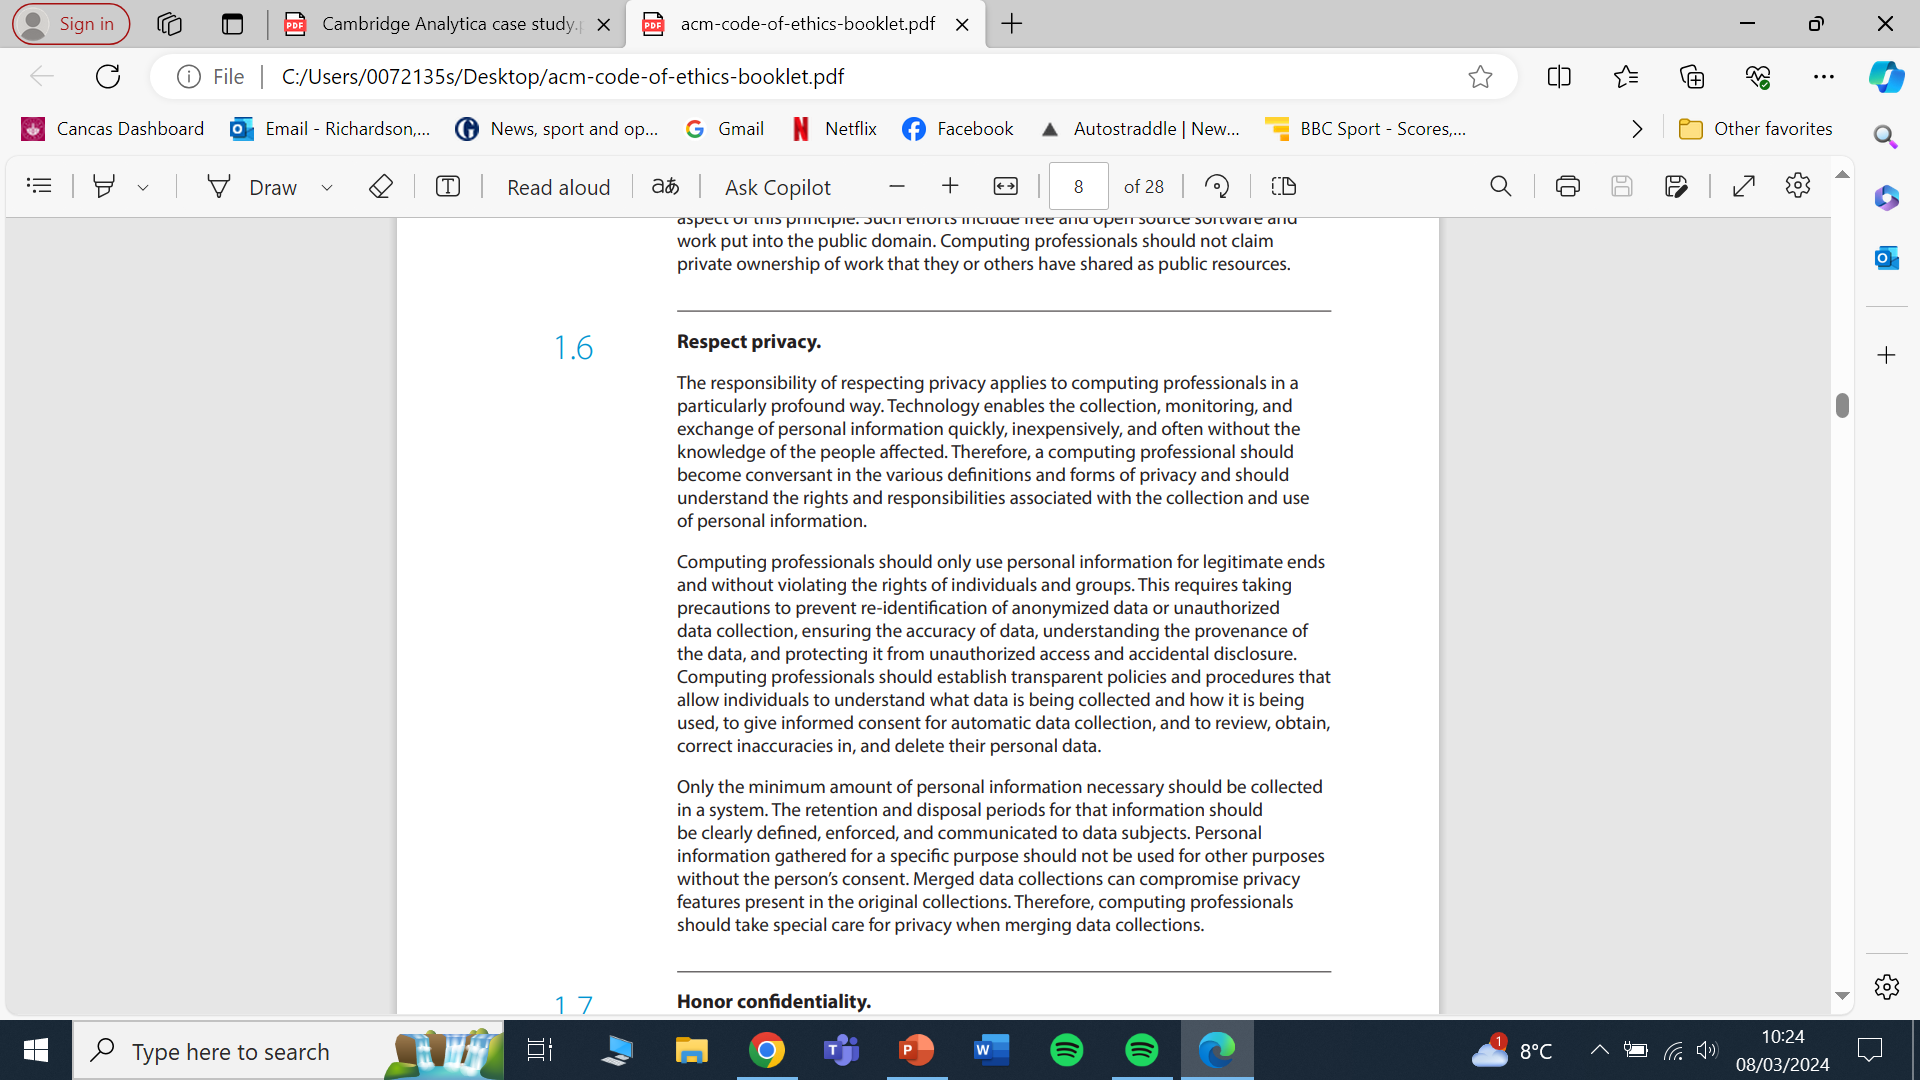 Sign in
Cambridge Analytica case study.
acm-code-of-ethics-booklet.pdf
File
C:/Users/0072135s/Desktop/acm-code-of-ethics-booklet.pdf
Cancas Dashboard
Email - Richardson,...
News, sport and op...
Gmail
Netflix
Facebook
Autostraddle | New...
BBC Sport - Scores,...
Other favorites
Draw
Read aloud
Ask Copilot
8 of 28
aspect of this principle. Such efforts include free and open source software and
work put into the public domain. Computing professionals should not claim
private ownership of work that they or others have shared as public resources.
1.6
Respect privacy.
The responsibility of respecting privacy applies to computing professionals in a
particularly profound way. Technology enables the collection, monitoring, and
exchange of personal information quickly, inexpensively, and often without the
knowledge of the people affected. Therefore, a computing professional should
become conversant in the various definitions and forms of privacy and should
understand the rights and responsibilities associated with the collection and use
of personal information.
Computing professionals should only use personal information for legitimate ends
and without violating the rights of individuals and groups. This requires taking
precautions to prevent re-identification of anonymized data or unauthorized
data collection, ensuring the accuracy of data, understanding the provenance of
the data, and protecting it from unauthorized access and accidental disclosure.
Computing professionals should establish transparent policies and procedures that
allow individuals to understand what data is being collected and how it is being
used, to give informed consent for automatic data collection, and to review, obtain,
correct inaccuracies in, and delete their personal data.
Only the minimum amount of personal information necessary should be collected
in a system. The retention and disposal periods for that information should
be clearly defined, enforced, and communicated to data subjects. Personal
information gathered for a specific purpose should not be used for other purposes
without the person's consent. Merged data collections can compromise privacy
features present in the original collections. Therefore, computing professionals
should take special care for privacy when merging data collections.
1.7
Honor confidentiality.
Type here to search
1
8°C
10:24
08/03/2024